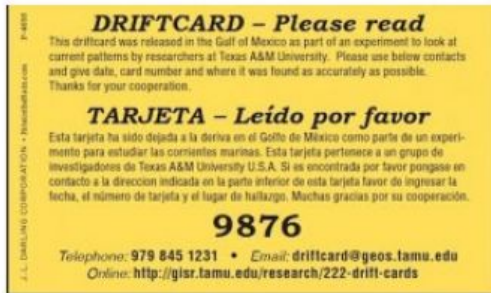 DRIFTCARD – Please read
This driftcard was released in the Gulf of Mexico as part of an experiment to look at
current patterns by researchers at Texas A&M University. Please use below contacts
and give date, card number and where it was found as accurately as possible.
Thanks for your cooperation.
TARJETA – Leído por favor
Esta tarjeta ha sido dejada a la deriva en el Golfo de México como parte de un experi-
mento para estudiar las corrientes marinas. Esta tarjeta pertenece a un grupo de
investigadores de Texas A&M University U.S.A. Si es encontrada por favor pongase en
contacto a la direccion indicada en la parte inferior de esta tarjeta favor de ingresar la
fecha, el número de tarjeta y el lugar de hallazgo. Muchas gracias por su cooperación.
9876
Telephone: 979 845 1231 • Email: driftcard@geos.tamu.edu
Online: http://gisr.tamu.edu/research/222-drift-cards
J.L. DARLING CORPORATION •